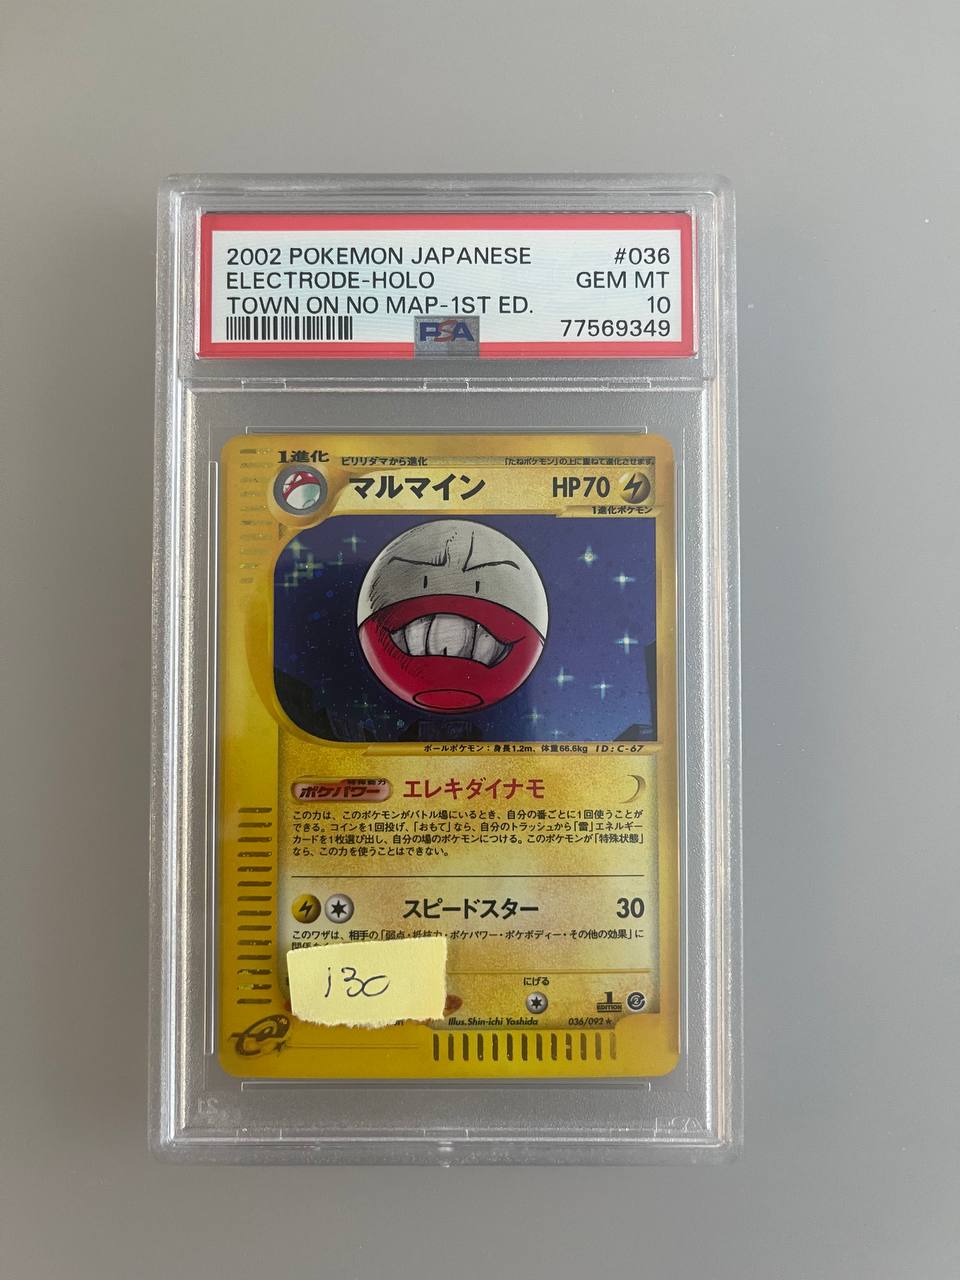 2002 POKEMON JAPANESE #036
ELECTRODE-HOLO GEM MT
TOWN ON NO MAP-1ST ED. 10
PSA 77569349
1進化 ビリリダマから進化 「たねポケモン」の上に重ねて進化させます。
マルマイン HP70
1進化ポケモン
ボールポケモン：身長1.2m、体重66.6kg ID:C-67
特殊能力
ポケパワー エレキダイナモ
この力は、このポケモンがバトル場にいるとき、自分の番ごとに1回使うことが
できる。コインを1回投げ、「おもて」なら、自分のトラッシュから「雷」エネルギー
カードを1枚選び出し、自分の場のポケモンにつける。このポケモンが「特殊状態」
なら、この力を使うことはできない。
スピードスター 30
このワザは、相手の「弱点・抵抗力・ポケパワー・ポケボディー・その他の効果」に
130
にげる
1 EDITION
Illus.Shin-ichi Yoshida 036/092★
e